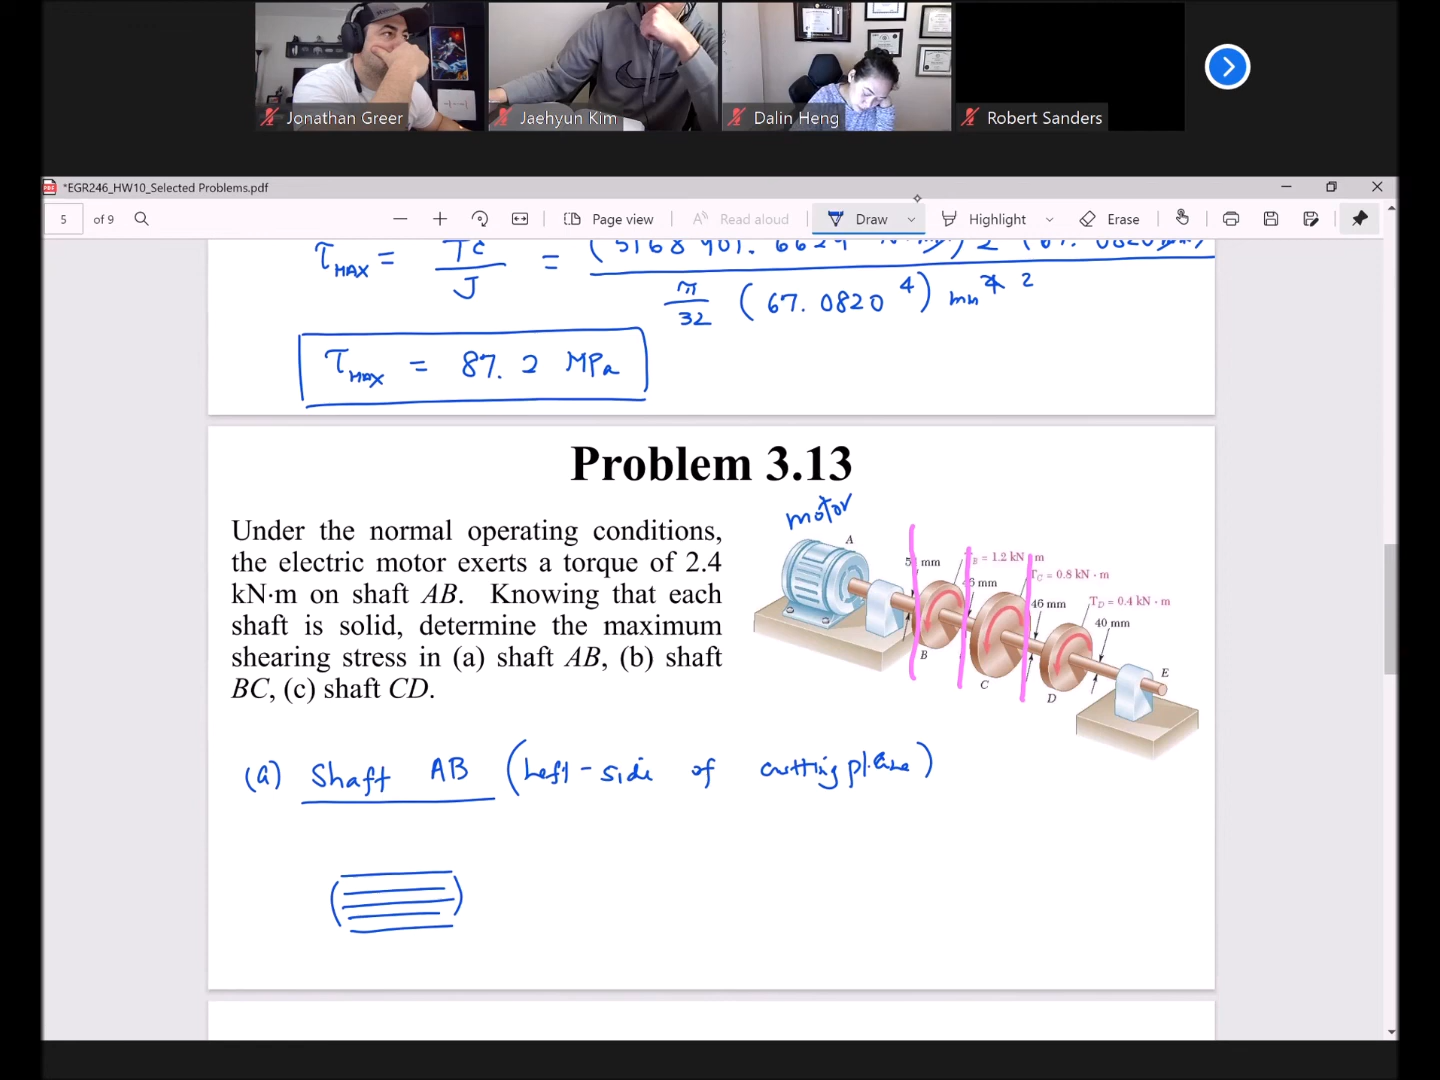 Jonathan Greer
Jaehyun Kim
Dalin Heng
Robert Sanders
*EGR246_HW10_Selected Problems.pdf
5 of 9
Page view
Read aloud
Draw
Highlight
Erase
τMAX = Tc / J =
π/32 (67.0820⁴) mm
2
τMAX = 87.2 MPa
Problem 3.13
Under the normal operating conditions,
the electric motor exerts a torque of 2.4
kN·m on shaft AB. Knowing that each
shaft is solid, determine the maximum
shearing stress in (a) shaft AB, (b) shaft
BC, (c) shaft CD.
motor
A
mm
= 1.2 kN · m
mm
TC = 0.8 kN · m
46 mm
TD = 0.4 kN · m
40 mm
B
C
D
E
(a) Shaft AB (Left-side of cutting plane)